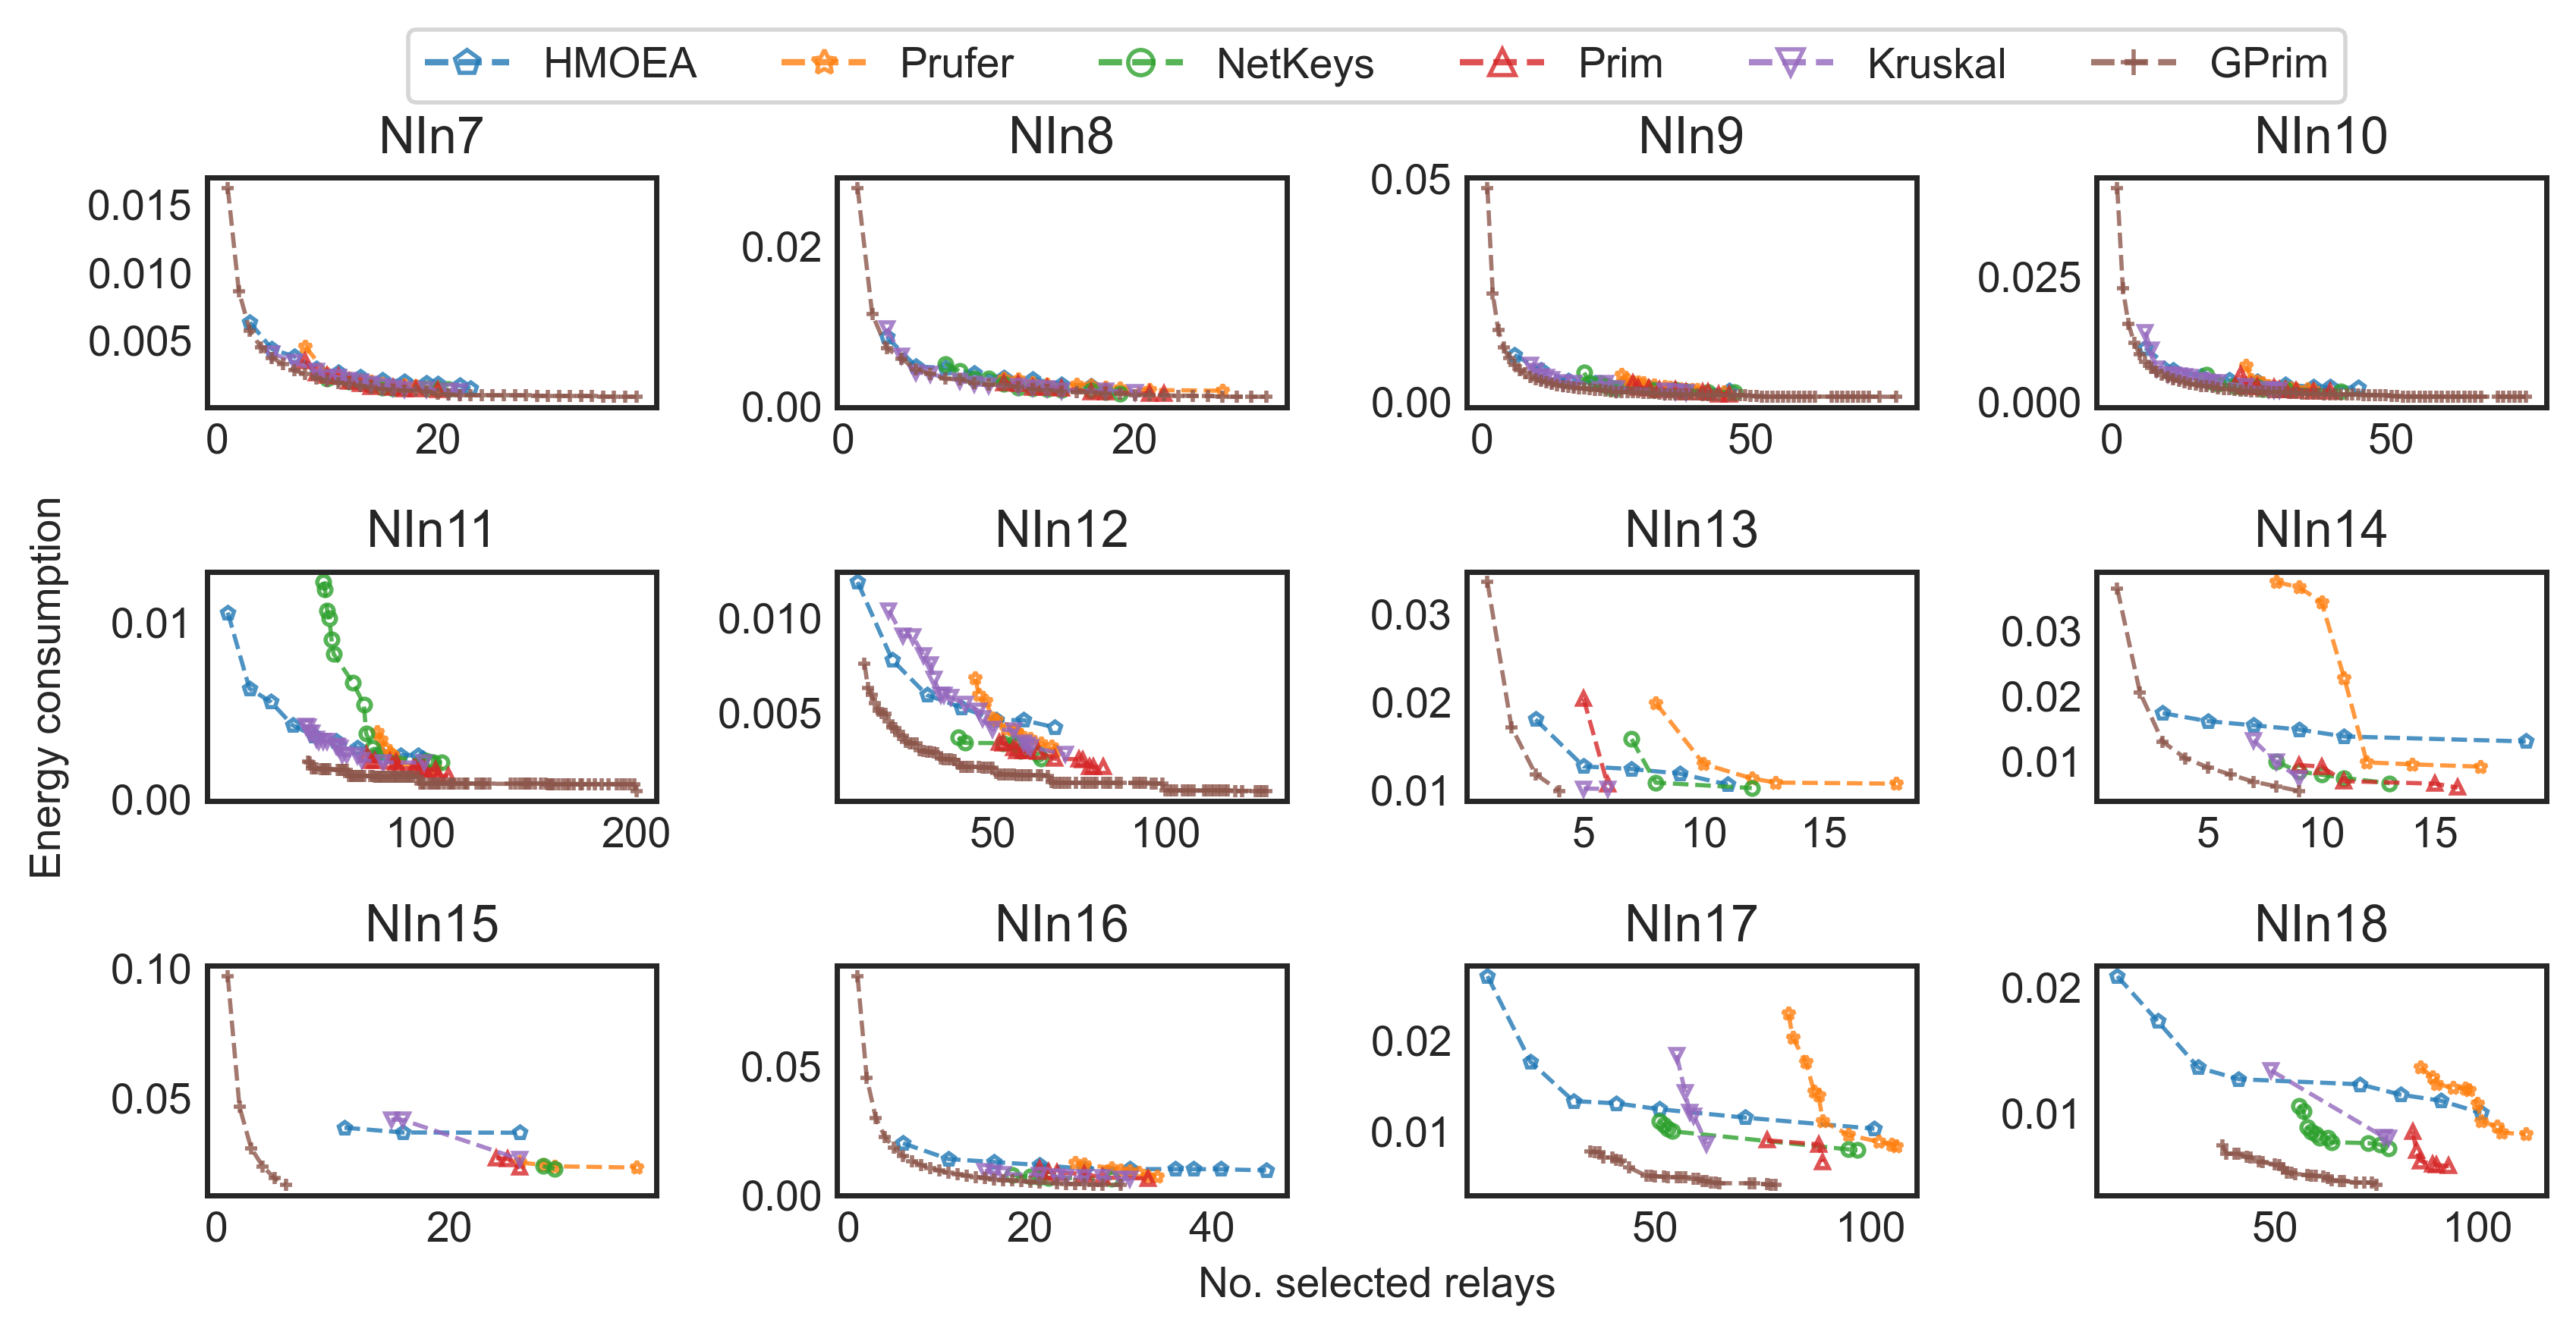 HMOEA Prufer NetKeys Prim Kruskal GPrim
NIn7 NIn8 NIn9 NIn10
0.015 0.010 0.005
0 20
0.02 0.00
0 20
0.05 0.00
0 50
0.025 0.000
0 50
Energy consumption
NIn11 NIn12 NIn13 NIn14
0.01 0.00
100 200
0.010 0.005
50 100
0.03 0.02 0.01
5 10 15
0.03 0.02 0.01
5 10 15
NIn15 NIn16 NIn17 NIn18
0.10 0.05
0 20
0.05 0.00
0 20 40
0.02 0.01
50 100
0.02 0.01
50 100
No. selected relays